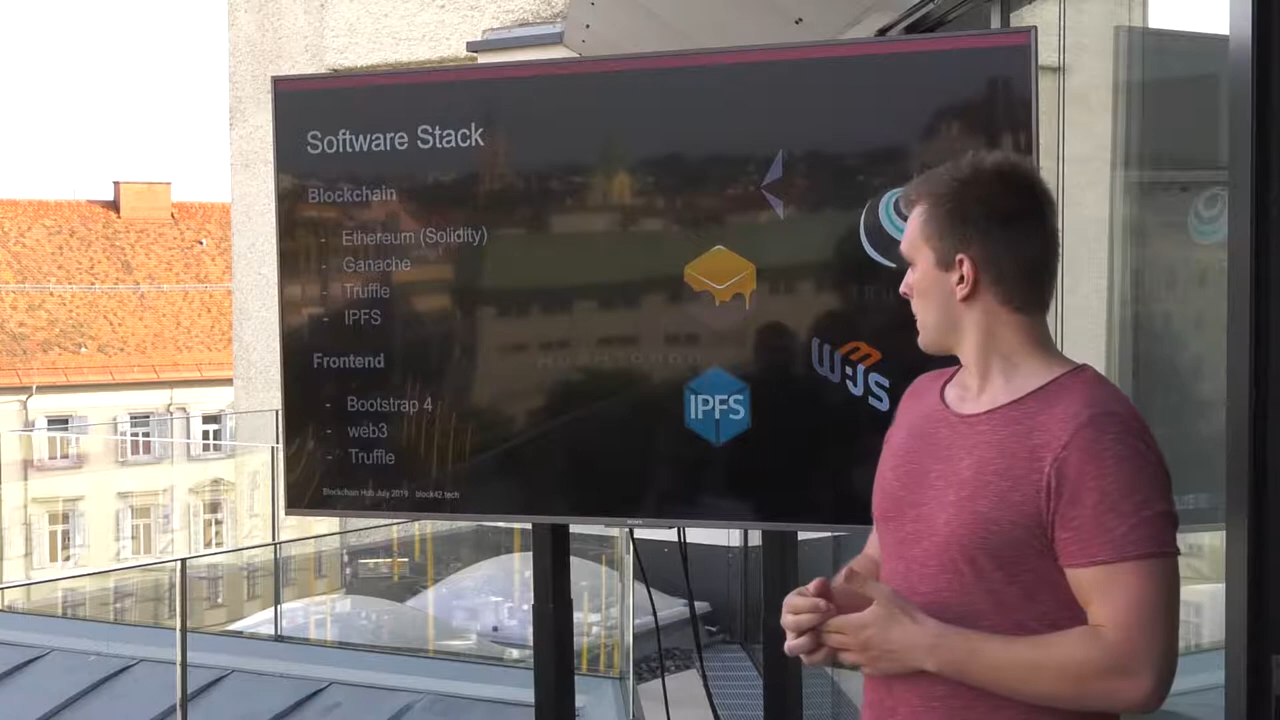 Software Stack
Blockchain
- Ethereum (Solidity)
- Ganache
- Truffle
- IPFS
Frontend
- Bootstrap 4
- web3
- Truffle
Blockchain Hub July 2019 block42.tech
IPFS
W3JS
SONY